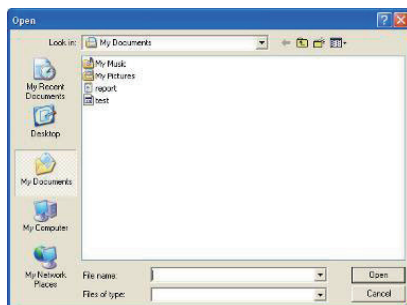 Open
Look in: My Documents
My Recent
Documents
Desktop
My Documents
My Computer
My Network
Places
My Music
My Pictures
report
test
File name:
Open
Files of type:
Cancel